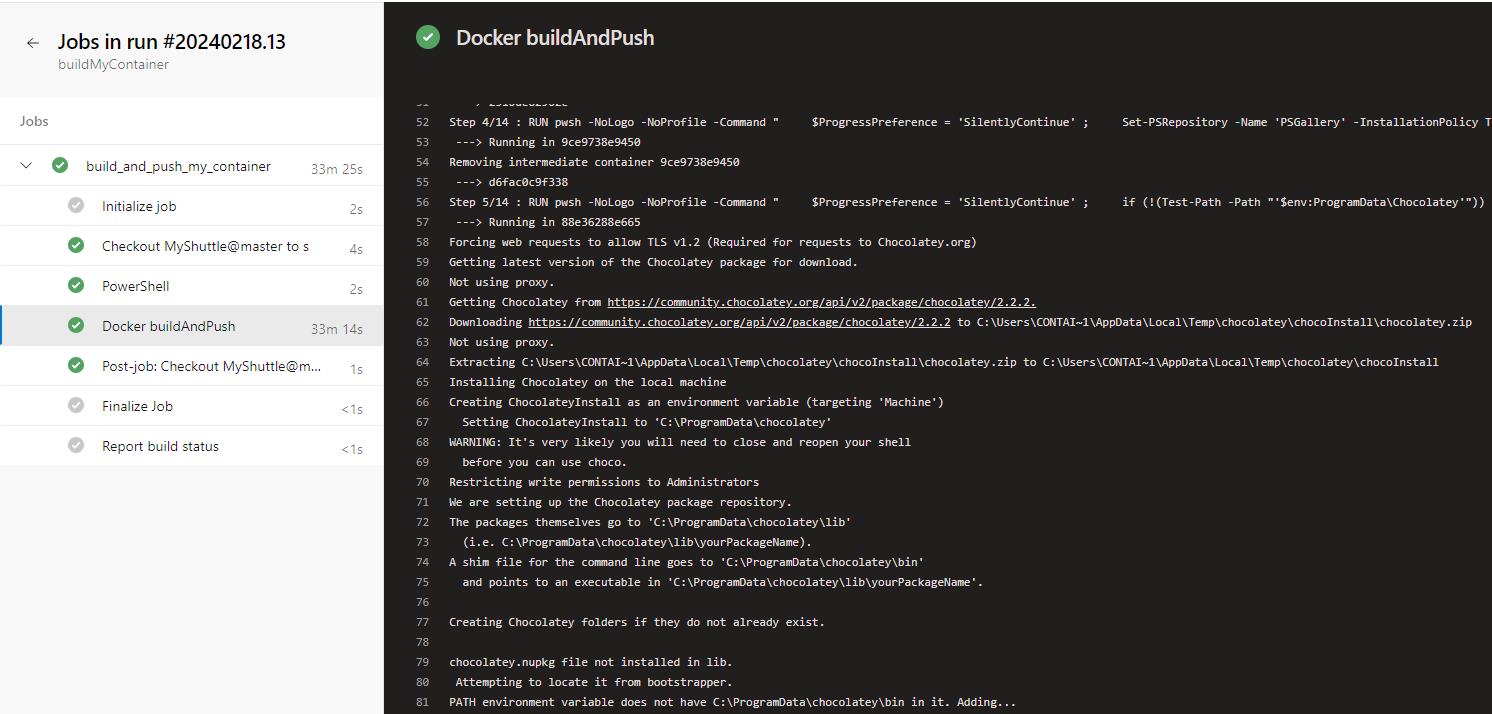 Jobs in run #20240218.13
buildMyContainer
Jobs
build_and_push_my_container 33m 25s
Initialize job 2s
Checkout MyShuttle@master to s 4s
PowerShell 2s
Docker buildAndPush 33m 14s
Post-job: Checkout MyShuttle@m... 1s
Finalize Job <1s
Report build status <1s
Docker buildAndPush
52 Step 4/14 : RUN pwsh -NoLogo -NoProfile -Command "     $ProgressPreference = 'SilentlyContinue' ;     Set-PSRepository -Name 'PSGallery' -InstallationPolicy T
53 ---> Running in 9ce9738e9450
54 Removing intermediate container 9ce9738e9450
55 ---> d6fac0c9f338
56 Step 5/14 : RUN pwsh -NoLogo -NoProfile -Command "     $ProgressPreference = 'SilentlyContinue' ;     if (!(Test-Path -Path "'$env:ProgramData\Chocolatey'"))
57 ---> Running in 88e36288e665
58 Forcing web requests to allow TLS v1.2 (Required for requests to Chocolatey.org)
59 Getting latest version of the Chocolatey package for download.
60 Not using proxy.
61 Getting Chocolatey from https://community.chocolatey.org/api/v2/package/chocolatey/2.2.2.
62 Downloading https://community.chocolatey.org/api/v2/package/chocolatey/2.2.2 to C:\Users\CONTAI~1\AppData\Local\Temp\chocolatey\chocoInstall\chocolatey.zip
63 Not using proxy.
64 Extracting C:\Users\CONTAI~1\AppData\Local\Temp\chocolatey\chocoInstall\chocolatey.zip to C:\Users\CONTAI~1\AppData\Local\Temp\chocolatey\chocoInstall
65 Installing Chocolatey on the local machine
66 Creating ChocolateyInstall as an environment variable (targeting 'Machine')
67 Setting ChocolateyInstall to 'C:\ProgramData\chocolatey'
68 WARNING: It's very likely you will need to close and reopen your shell
69 before you can use choco.
70 Restricting write permissions to Administrators
71 We are setting up the Chocolatey package repository.
72 The packages themselves go to 'C:\ProgramData\chocolatey\lib'
73 (i.e. C:\ProgramData\chocolatey\lib\yourPackageName).
74 A shim file for the command line goes to 'C:\ProgramData\chocolatey\bin'
75 and points to an executable in 'C:\ProgramData\chocolatey\lib\yourPackageName'.
76
77 Creating Chocolatey folders if they do not already exist.
78
79 chocolatey.nupkg file not installed in lib.
80 Attempting to locate it from bootstrapper.
81 PATH environment variable does not have C:\ProgramData\chocolatey\bin in it. Adding...